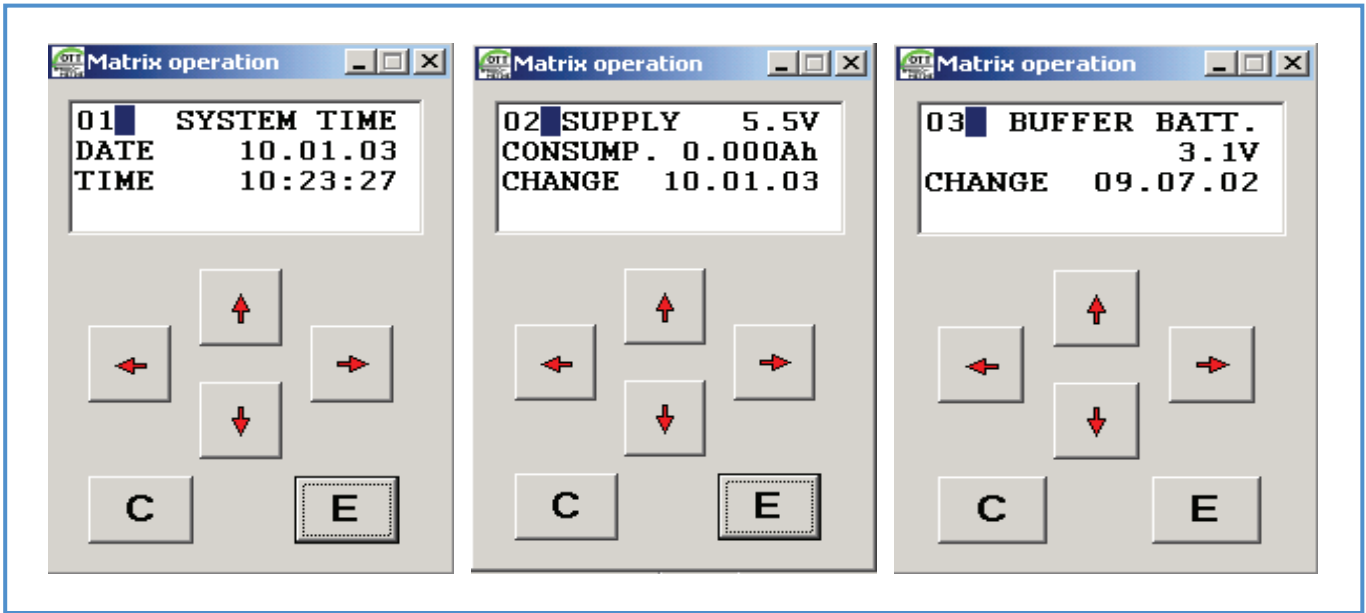 Matrix operation
01 SYSTEM TIME
DATE 10.01.03
TIME 10:23:27
C E
Matrix operation
02 SUPPLY 5.5V
CONSUMP. 0.000Ah
CHANGE 10.01.03
C E
Matrix operation
03 BUFFER BATT.
3.1V
CHANGE 09.07.02
C E